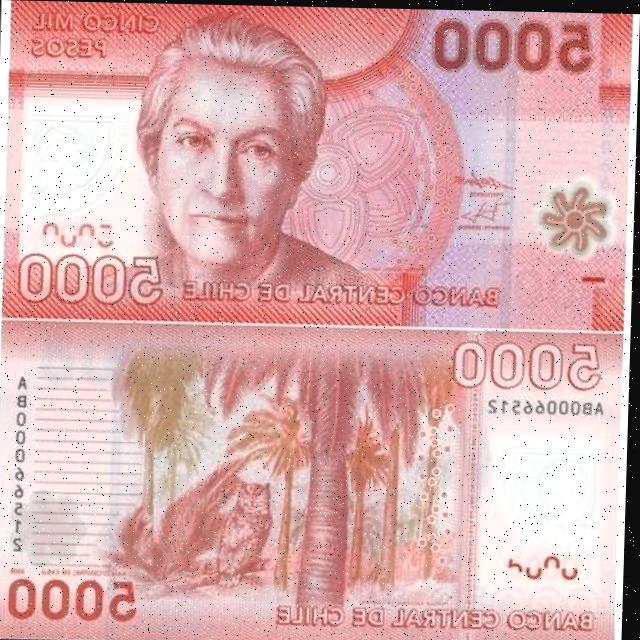 CINCO MIL
PESOS
5000
5000
BANCO CENTRAL DE CHILE
5000
AB00066512
AB00066512
5000
BANCO CENTRAL DE CHILE